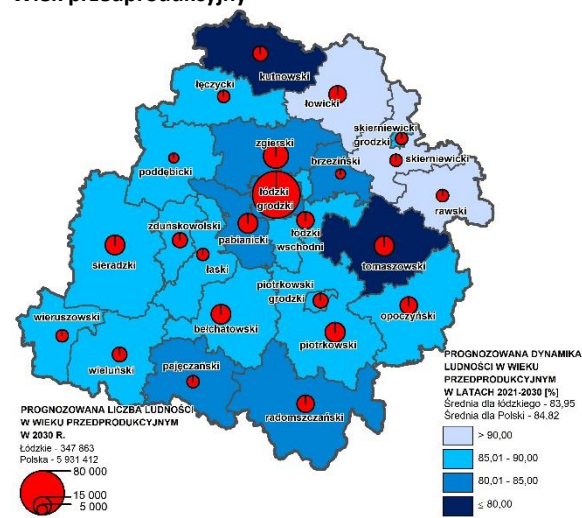 Wiek przedprodukcyjny
kutnowski
łęczycki
łowicki
skierniewicki
grodzki
zgierski
brzeziński
skierniewicki
poddębicki
łódzki
grodzki
rawski
zduńskowolski
pabianicki
łódzki
wschodni
sieradzki
łaski
tomaszowski
piotrkowski
grodzki
opoczyński
wieruszowski
bełchatowski
piotrkowski
wieluński
pajęczański
radomszczański
PROGNOZOWANA LICZBA LUDNOŚCI
W WIEKU PRZEDPRODUKCYJNYM
W 2030 R.
Łódzkie - 347 863
Polska - 5 931 412
80 000
15 000
5 000
PROGNOZOWANA DYNAMIKA
LUDNOŚCI W WIEKU
PRZEDPRODUKCYJNYM
W LATACH 2021-2030 [%]
Średnia dla łódzkiego - 83,95
Średnia dla Polski - 84,82
> 90,00
85,01 - 90,00
80,01 - 85,00
≤ 80,00